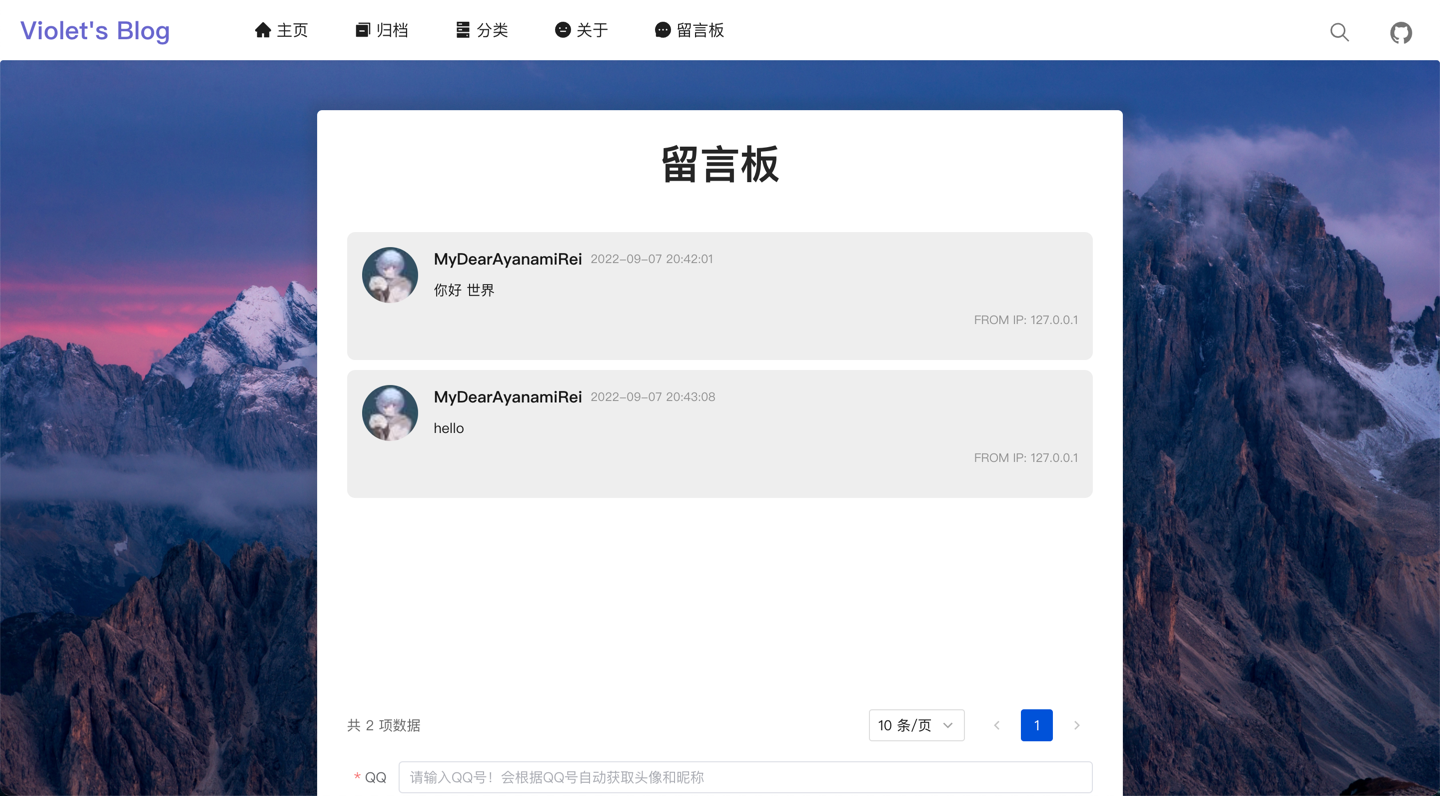 Violet's Blog 主页 归档 分类 关于 留言板
留言板
MyDearAyanamiRei 2022-09-07 20:42:01
你好 世界
FROM IP: 127.0.0.1
MyDearAyanamiRei 2022-09-07 20:43:08
hello
FROM IP: 127.0.0.1
共 2 项数据 10 条/页 1
* QQ 请输入QQ号！会根据QQ号自动获取头像和昵称